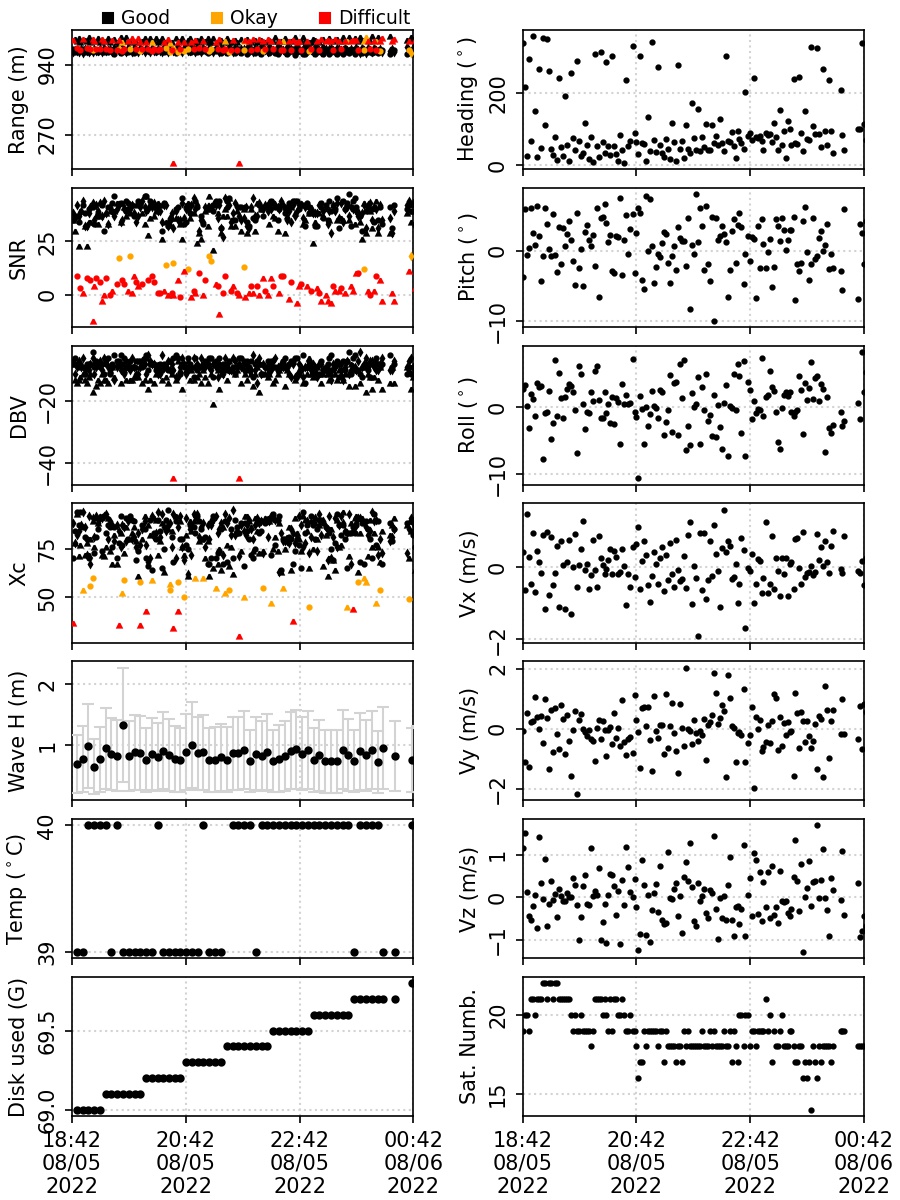 Good Okay Difficult
Range (m)
940
270
Heading (°)
200
0
SNR
25
0
Pitch (°)
0
−10
DBV
−20
−40
Roll (°)
0
−10
Xc
75
50
Vx (m/s)
0
−2
Wave H (m)
2
1
Vy (m/s)
2
0
−2
Temp (°C)
40
39
Vz (m/s)
1
0
−1
Disk used (G)
69.5
69.0
Sat. Numb.
20
15
18:42 20:42 22:42 00:42 18:42 20:42 22:42 00:42
08/05 08/05 08/05 08/06 08/05 08/05 08/05 08/06
2022 2022 2022 2022 2022 2022 2022 2022